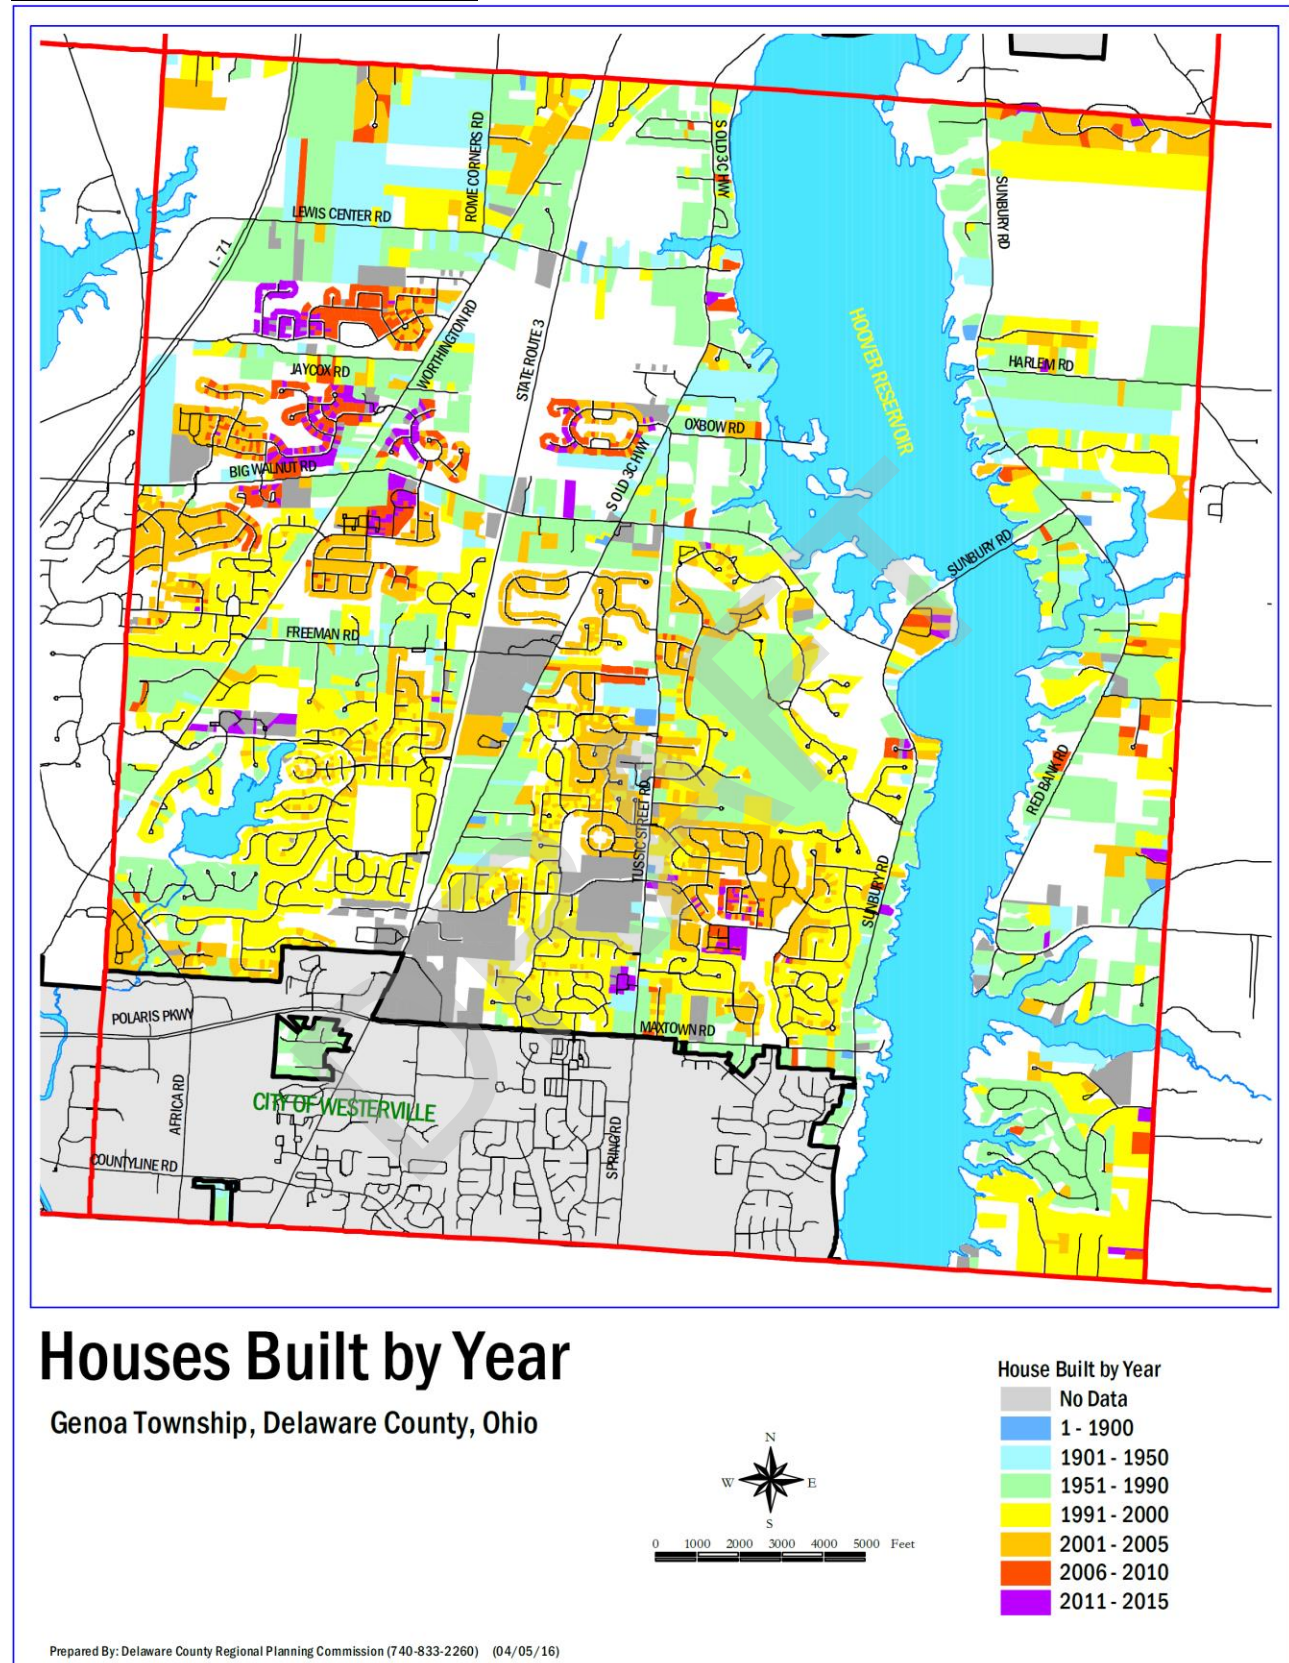 S OLD 3C HWY
ROME CORNERS RD
SUNBURY RD
LEWIS CENTER RD
I - 71
HOOVER RESERVOIR
WORTHINGTON RD
STATE ROUTE 3
HARLEM RD
JAYCOX RD
OXBOW RD
BIG WALNUT RD
S OLD 3C HWY
SUNBURY RD
FREEMAN RD
RED BANK RD
TUSSIC STREET RD
SUNBURY RD
DRAFT
POLARIS PKWY
MAXTOWN RD
AFRICA RD
CITY OF WESTERVILLE
SPRING RD
COUNTYLINE RD
Houses Built by Year
Genoa Township, Delaware County, Ohio
House Built by Year
No Data
1 - 1900
1901 - 1950
1951 - 1990
1991 - 2000
2001 - 2005
2006 - 2010
2011 - 2015
N
W E
S
0 1000 2000 3000 4000 5000 Feet
Prepared By: Delaware County Regional Planning Commission (740-833-2260) (04/05/16)